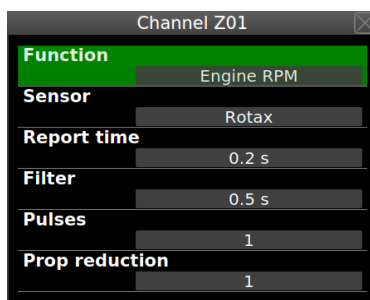 Channel Z01
Function
Engine RPM
Sensor
Rotax
Report time
0.2 s
Filter
0.5 s
Pulses
1
Prop reduction
1